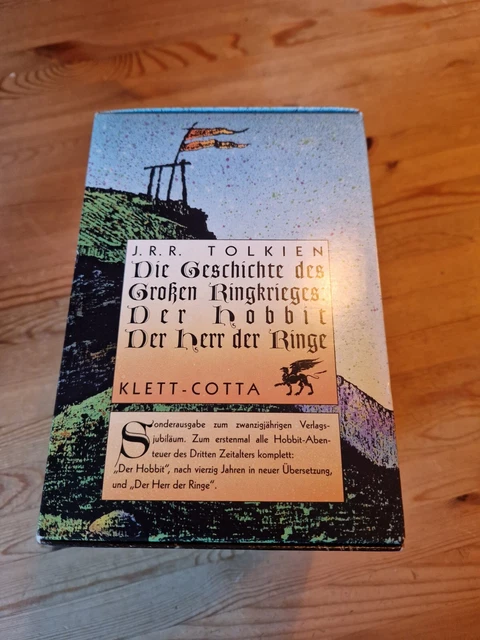 J.R.R. TOLKIEN
Die Geschichte des
Großen Ringkrieges:
Der Hobbit
Der Herr der Ringe
KLETT-COTTA
Sonderausgabe zum zwanzigjährigen Verlags-
jubiläum. Zum erstenmal alle Hobbit-Aben-
teuer des Dritten Zeitalters komplett:
„Der Hobbit“, nach vierzig Jahren in neuer Übersetzung,
und „Der Herr der Ringe“.